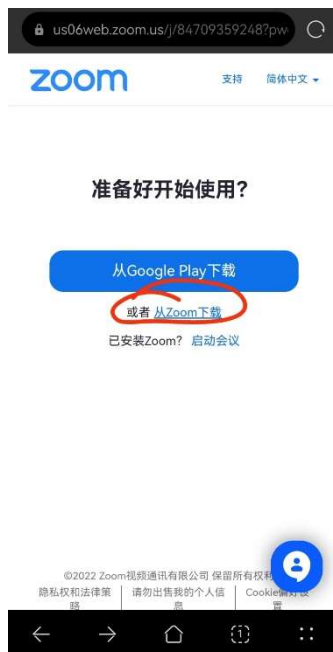 us06web.zoom.us/j/84709359248?pw
zoom
支持 简体中文
准备好开始使用?
从Google Play下载
或者 从Zoom下载
已安装Zoom? 启动会议
©2022 Zoom视频通讯有限公司 保留所有权利
隐私权和法律策略 请勿出售我的个人信息 Cookie偏好设置
1